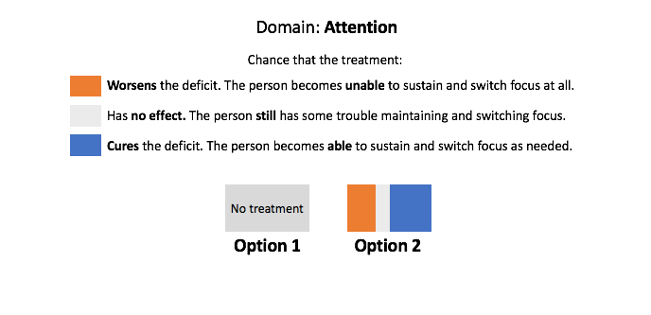 Domain: Attention
Chance that the treatment:
Worsens the deficit. The person becomes unable to sustain and switch focus at all.
Has no effect. The person still has some trouble maintaining and switching focus.
Cures the deficit. The person becomes able to sustain and switch focus as needed.
No treatment
Option 1
Option 2